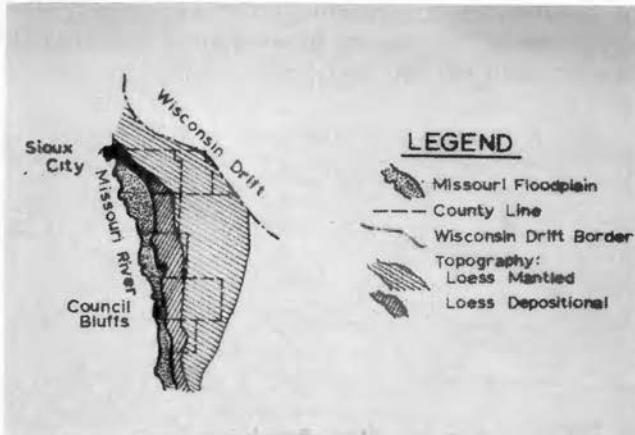 Wisconsin Drift
Sioux
City
Missouri River
Council
Bluffs
LEGEND
Missouri Floodplain
County Line
Wisconsin Drift Border
Topography:
Loess Mantled
Loess Depositional